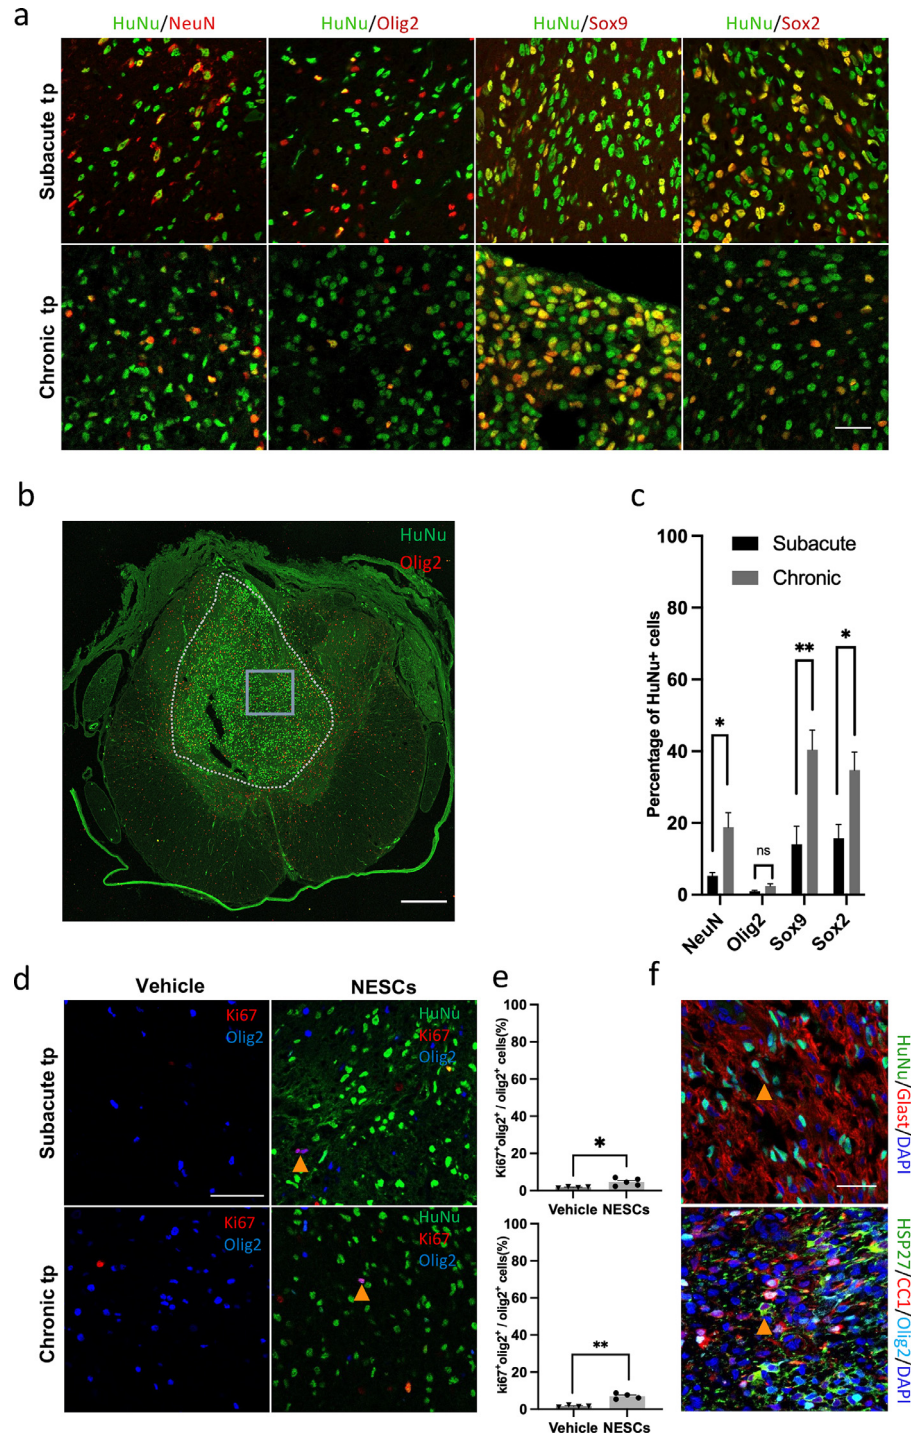 a
HuNu/NeuN
HuNu/Olig2
HuNu/Sox9
HuNu/Sox2
Subacute tp
Chronic tp
b
HuNu
Olig2
c
Percentage of HuNu+ cells
100
80
60
40
20
0
Subacute
Chronic
*
ns
**
*
NeuN
Olig2
Sox9
Sox2
d
Vehicle
NESCs
Subacute tp
Chronic tp
Ki67
Olig2
HuNu
Ki67
Olig2
Ki67
Olig2
HuNu
Ki67
Olig2
e
Ki67+olig2+ / olig2+ cells(%)
100
80
60
40
20
0
*
Vehicle NESCs
ki67+olig2+ / olig2+ cells(%)
100
80
60
40
20
0
**
Vehicle NESCs
f
HuNu/Glast/DAPI
HSP27/CC1/Olig2/DAPI